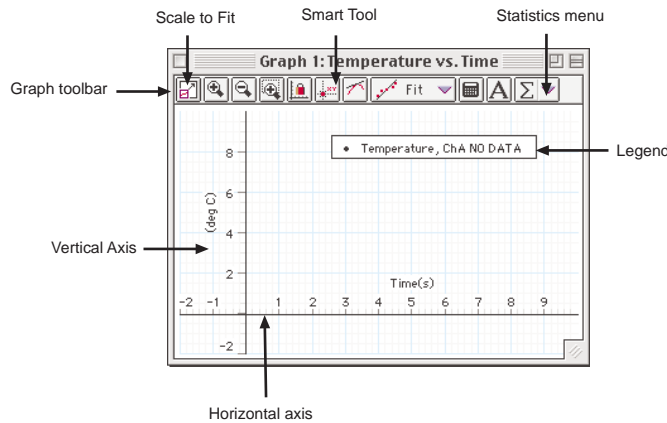 Scale to Fit
Smart Tool
Statistics menu
Graph 1: Temperature vs. Time
Graph toolbar
XY
Fit
A
Σ
Temperature, ChA NO DATA
Legend
8
6
(deg C)
4
Vertical Axis
2
Time(s)
-2 -1 1 2 3 4 5 6 7 8 9
-2
Horizontal axis